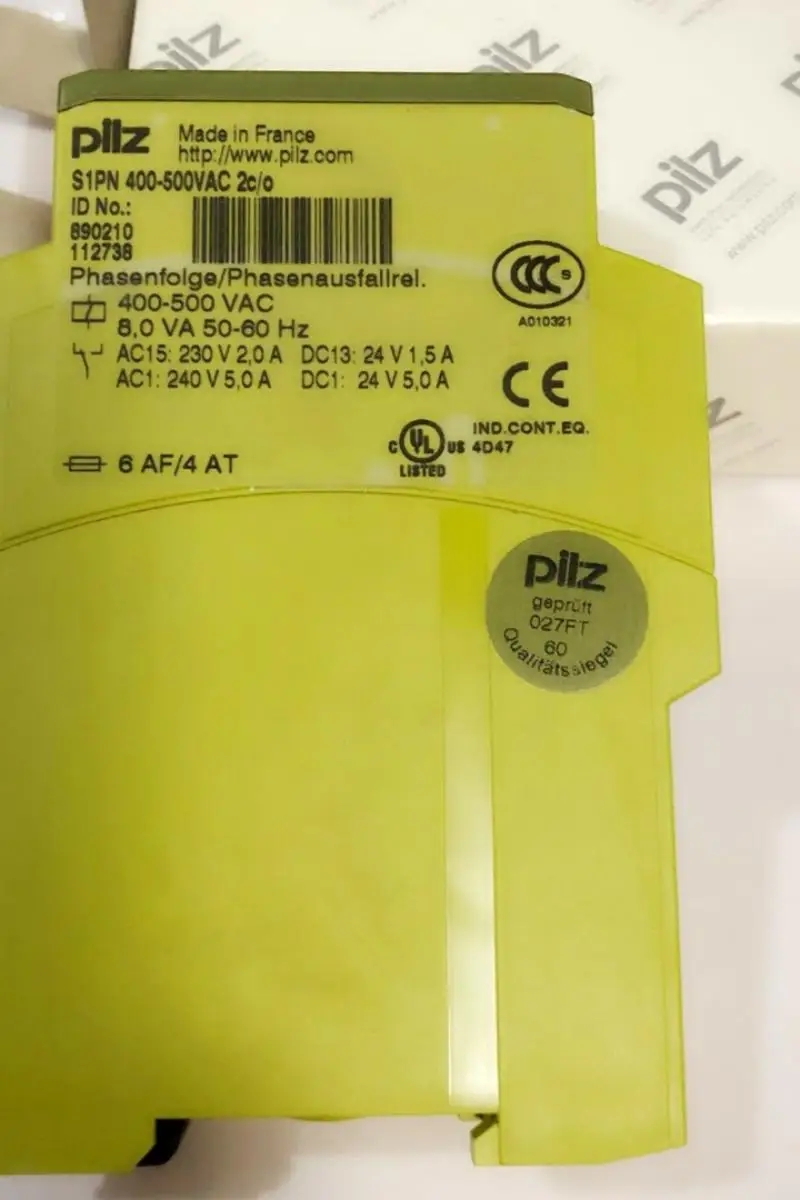 pilz
pilz
pilz Made in France
http://www.pilz.com
S1PN 400-500VAC 2c/o
ID No.:
890210
112738
Phasenfolge/Phasenausfallrel.
400-500 VAC
8,0 VA 50-60 Hz
AC15: 230 V 2,0 A DC13: 24 V 1,5 A
AC1: 240 V 5,0 A DC1: 24 V 5,0 A
CCC S
A010321
CE
6 AF/4 AT
C UL US
LISTED
IND.CONT.EQ.
4D47
pilz
geprüft
027FT
60
Qualitätssiegel
pilz